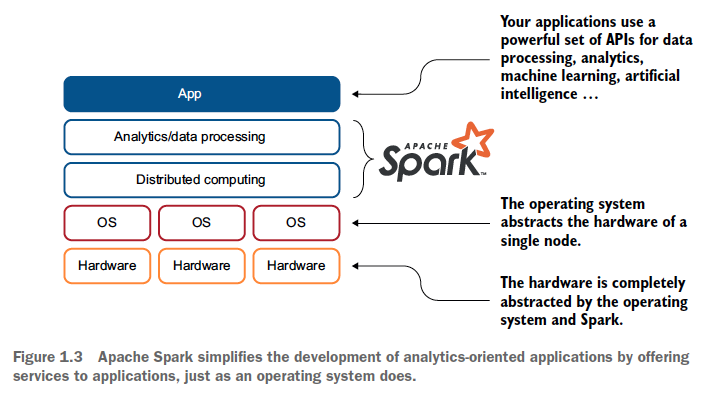 Your applications use a
powerful set of APIs for data
processing, analytics,
machine learning, artificial
intelligence …
App
Analytics/data processing
Distributed computing
APACHE
Spark™
OS OS OS
The operating system
abstracts the hardware of a
single node.
Hardware Hardware Hardware
The hardware is completely
abstracted by the operating
system and Spark.
Figure 1.3 Apache Spark simplifies the development of analytics-oriented applications by offering
services to applications, just as an operating system does.